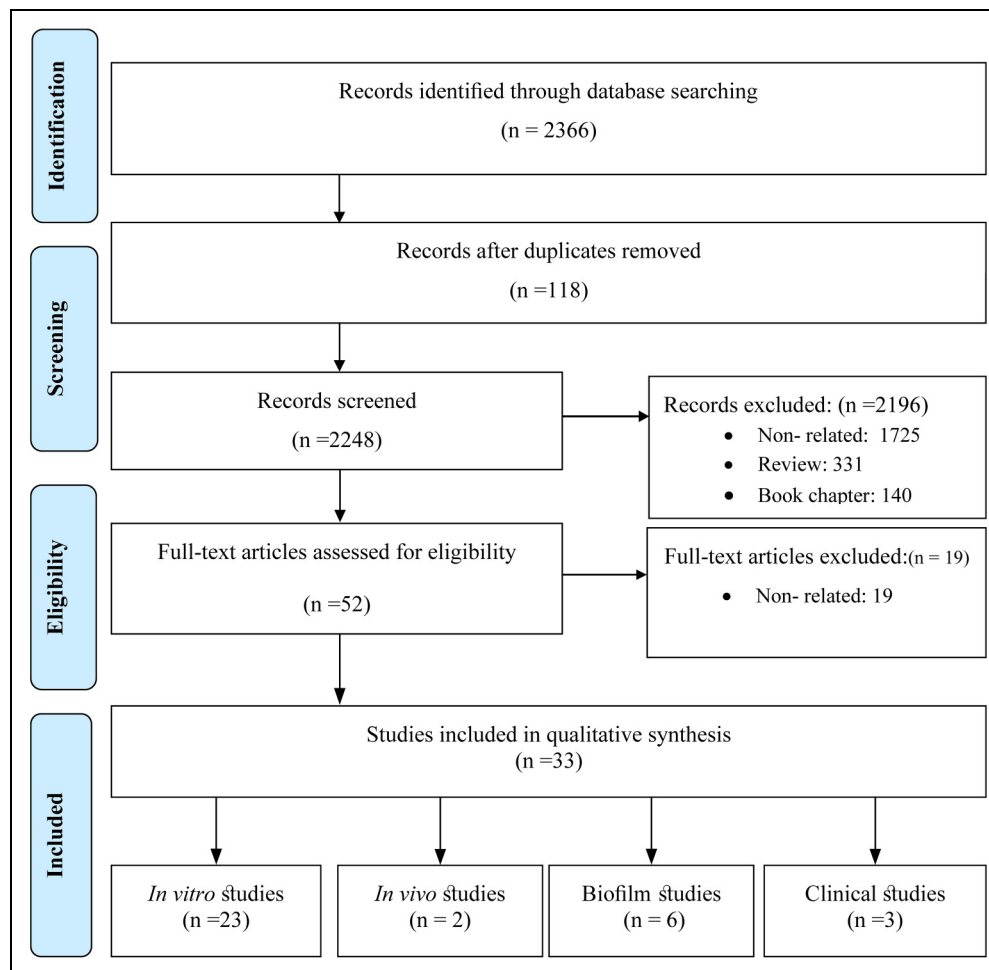 Identification
Records identified through database searching
(n = 2366)
Screening
Records after duplicates removed
(n =118)
Records screened
(n =2248)
Records excluded: (n =2196)
• Non- related: 1725
• Review: 331
• Book chapter: 140
Eligibility
Full-text articles assessed for eligibility
(n =52)
Full-text articles excluded:(n = 19)
• Non- related: 19
Included
Studies included in qualitative synthesis
(n =33)
In vitro studies
(n =23)
In vivo studies
(n = 2)
Biofilm studies
(n = 6)
Clinical studies
(n =3)